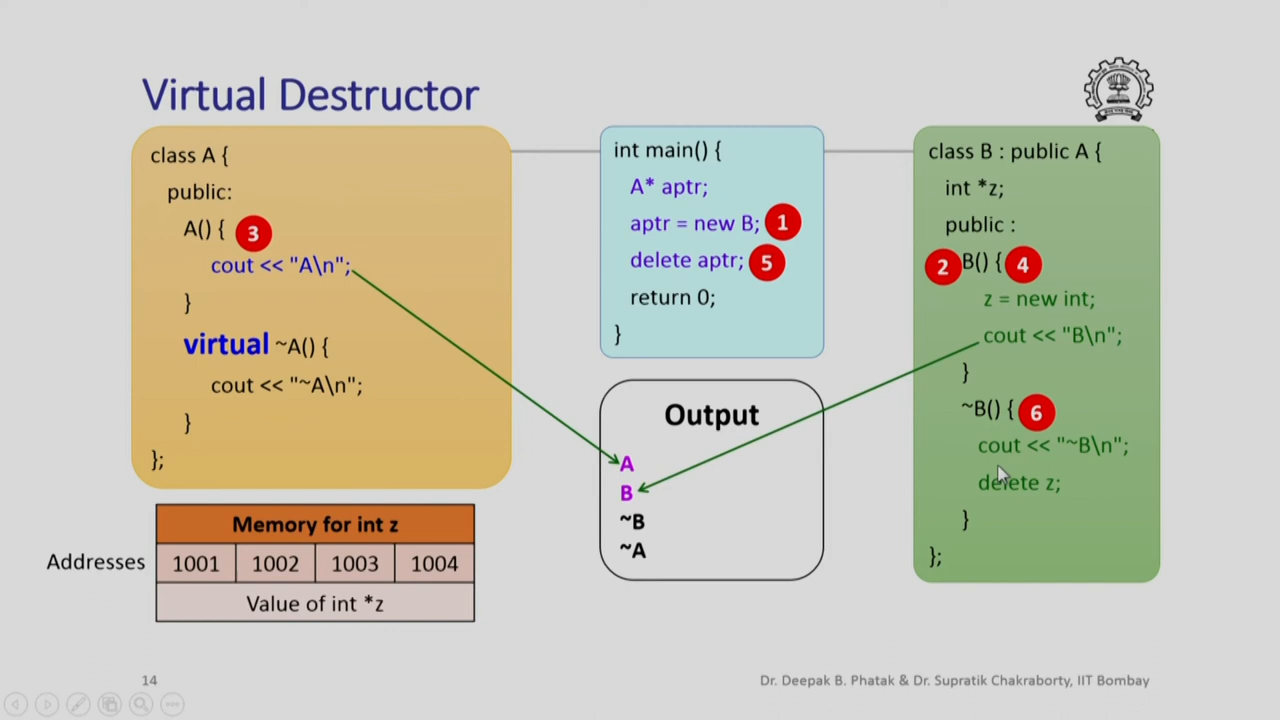 Virtual Destructor
class A {
public:
A() {
3
cout << "A\n";
}
virtual ~A() {
cout << "~A\n";
}
};
int main() {
A* aptr;
aptr = new B;
1
delete aptr;
5
return 0;
}
class B : public A {
int *z;
public :
2
B() {
4
z = new int;
cout << "B\n";
}
~B() {
6
cout << "~B\n";
delete z;
}
};
Output
A
B
~B
~A
Memory for int z
Addresses
1001 1002 1003 1004
Value of int *z
14
Dr. Deepak B. Phatak & Dr. Supratik Chakraborty, IIT Bombay